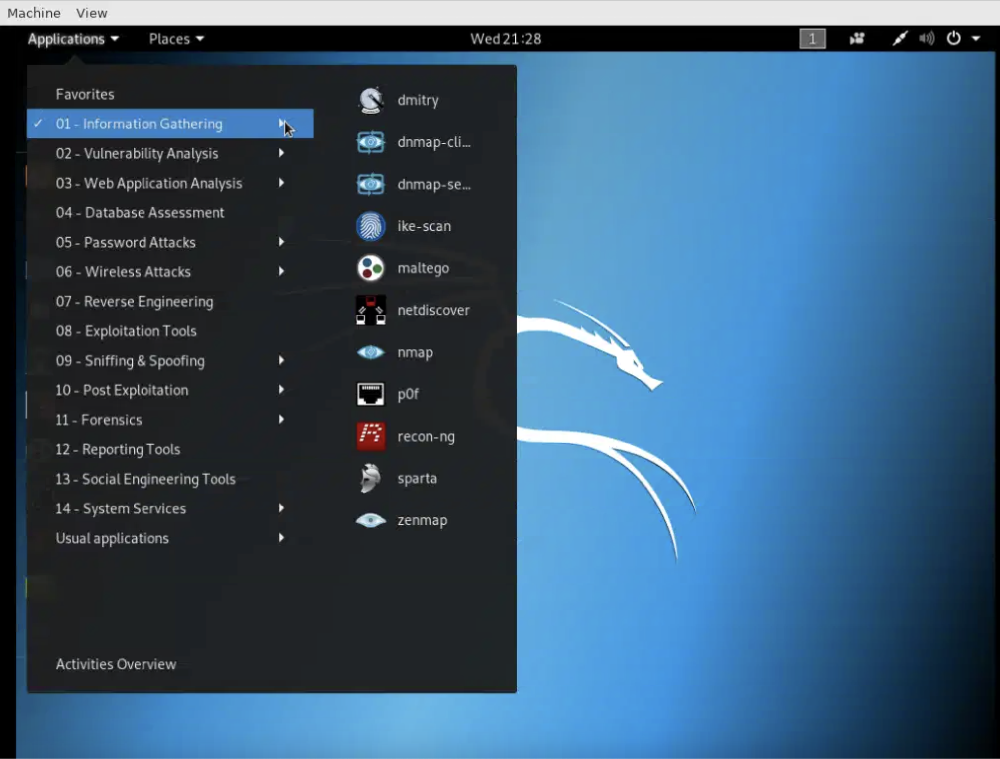 Machine View
Applications Places Wed 21:28 1
Favorites
01 - Information Gathering
02 - Vulnerability Analysis
03 - Web Application Analysis
04 - Database Assessment
05 - Password Attacks
06 - Wireless Attacks
07 - Reverse Engineering
08 - Exploitation Tools
09 - Sniffing & Spoofing
10 - Post Exploitation
11 - Forensics
12 - Reporting Tools
13 - Social Engineering Tools
14 - System Services
Usual applications
Activities Overview
dmitry
dnmap-cli...
dnmap-se...
ike-scan
maltego
netdiscover
nmap
p0f
recon-ng
sparta
zenmap